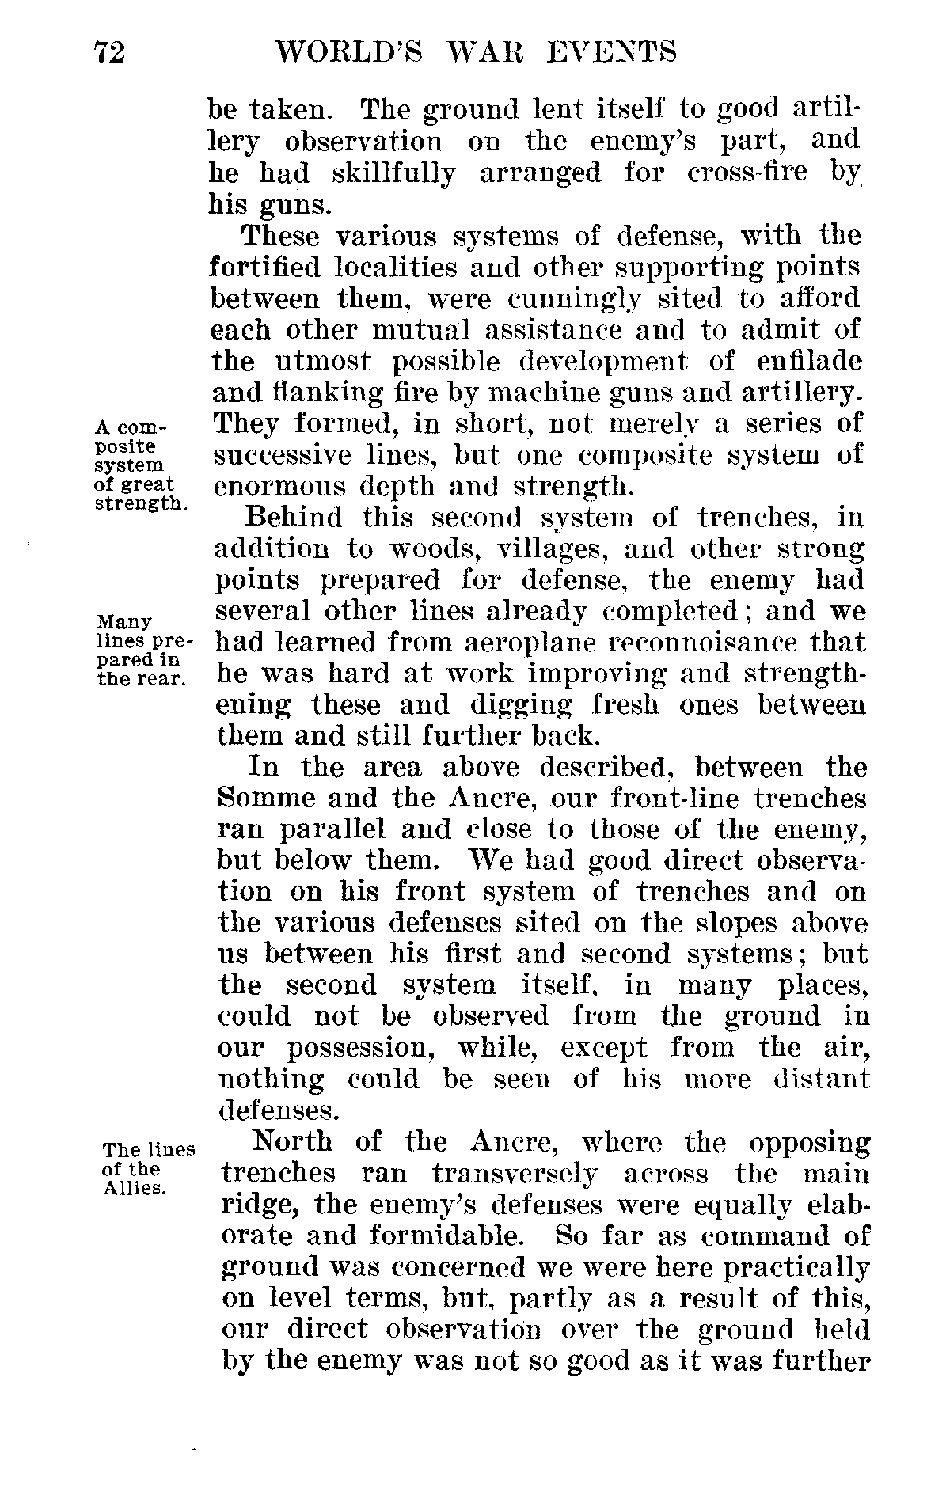 72 WORLD'S WAR EVENTS
be taken. The ground lent itself to good artil-
lery observation on the enemy's part, and
he had skillfully arranged for cross-fire by
his guns.
These various systems of defense, with the
fortified localities and other supporting points
between them, were cunningly sited to afford
each other mutual assistance and to admit of
the utmost possible development of enfilade
and flanking fire by machine guns and artillery.
They formed, in short, not merely a series of
successive lines, but one composite system of
enormous depth and strength.
A com-
posite
system
of great
strength.
Behind this second system of trenches, in
addition to woods, villages, and other strong
points prepared for defense, the enemy had
several other lines already completed; and we
had learned from aeroplane reconnoisance that
he was hard at work improving and strength-
ening these and digging fresh ones between
them and still further back.
Many
lines pre-
pared in
the rear.
In the area above described, between the
Somme and the Ancre, our front-line trenches
ran parallel and close to those of the enemy,
but below them. We had good direct observa-
tion on his front system of trenches and on
the various defenses sited on the slopes above
us between his first and second systems; but
the second system itself, in many places,
could not be observed from the ground in
our possession, while, except from the air,
nothing could be seen of his more distant
defenses.
The lines
of the
Allies.
North of the Ancre, where the opposing
trenches ran transversely across the main
ridge, the enemy's defenses were equally elab-
orate and formidable. So far as command of
ground was concerned we were here practically
on level terms, but, partly as a result of this,
our direct observation over the ground held
by the enemy was not so good as it was further